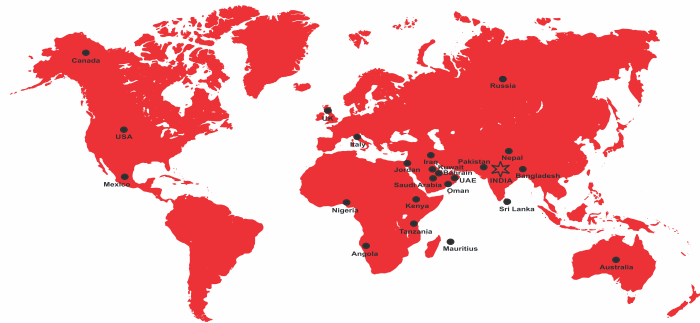 Canada
Russia
UK
USA
Italy
Nepal
Iran
Pakistan
Kuwait
Jordan
Bahrain
Bangladesh
UAE
INDIA
Mexico
Saudi Arabia
Oman
Kenya
Nigeria
Sri Lanka
Tanzania
Mauritius
Angola
Australia